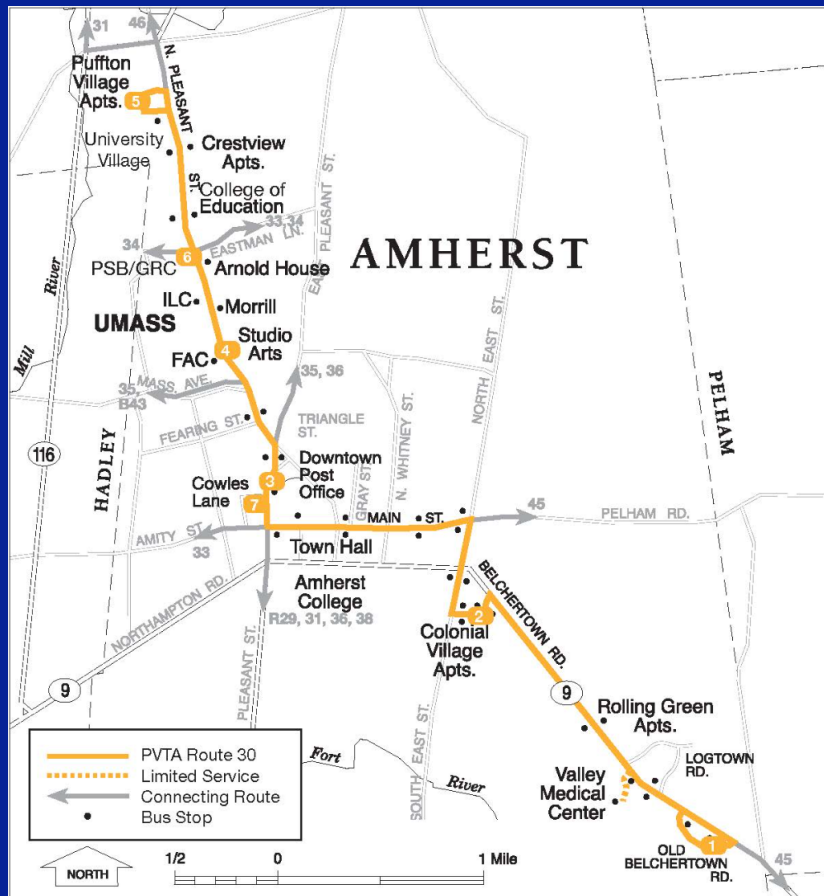 31
46
Puffton
Village
Apts.
5
N. PLEASANT
ST.
University
Village
Crestview
Apts.
College of
Education
33, 34
34
EASTMAN LN.
EAST PLEASANT ST.
6
PSB/GRC
Arnold House
AMHERST
River
Mill
ILC
Morrill
UMASS
4
Studio
Arts
FAC
MASS. AVE.
35,
B43
35, 36
NORTH EAST ST.
PELHAM
FEARING ST.
TRIANGLE
ST.
116
HADLEY
GRAY ST.
N. WHITNEY ST.
3
Downtown
Post
Office
Cowles
Lane
7
MAIN ST.
45
PELHAM RD.
AMITY ST.
33
Town Hall
NORTHAMPTON RD.
Amherst
College
BELCHERTOWN RD.
R29, 31, 36, 38
2
Colonial
Village
Apts.
PLEASANT ST.
9
9
Rolling Green
Apts.
SOUTH EAST ST.
Fort
River
LOGTOWN
RD.
Valley
Medical
Center
1
OLD
BELCHERTOWN
RD.
45
PVTA Route 30
Limited Service
Connecting Route
Bus Stop
NORTH
1/2 0 1 Mile